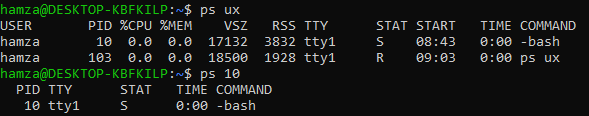 hamza@DESKTOP-KBFKILP:~$ ps ux
USER       PID %CPU %MEM    VSZ   RSS TTY      STAT START   TIME COMMAND
hamza       10  0.0  0.0  17132  3832 tty1     S    08:43   0:00 -bash
hamza      103  0.0  0.0  18500  1928 tty1     R    09:03   0:00 ps ux
hamza@DESKTOP-KBFKILP:~$ ps 10
  PID TTY      STAT   TIME COMMAND
   10 tty1     S      0:00 -bash